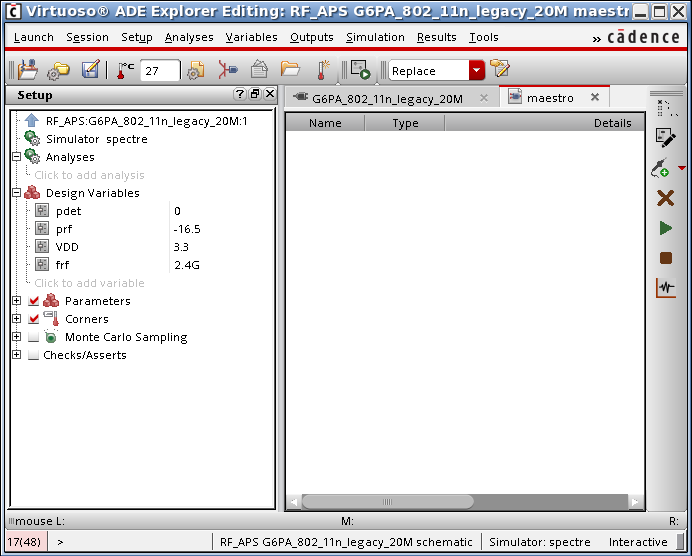 Virtuoso® ADE Explorer Editing: RF_APS G6PA_802_11n_legacy_20M maestro
Launch Session Setup Analyses Variables Outputs Simulation Results Tools » cādence
°C 27 Replace
Setup
G6PA_802_11n_legacy_20M
maestro
RF_APS:G6PA_802_11n_legacy_20M:1
Simulator spectre
Analyses
Click to add analysis
Design Variables
pdet 0
prf -16.5
VDD 3.3
frf 2.4G
Click to add variable
Parameters
Corners
Monte Carlo Sampling
Checks/Asserts
Name Type Details
mouse L: M: R:
17(48) > RF_APS G6PA_802_11n_legacy_20M schematic Simulator: spectre Interactive